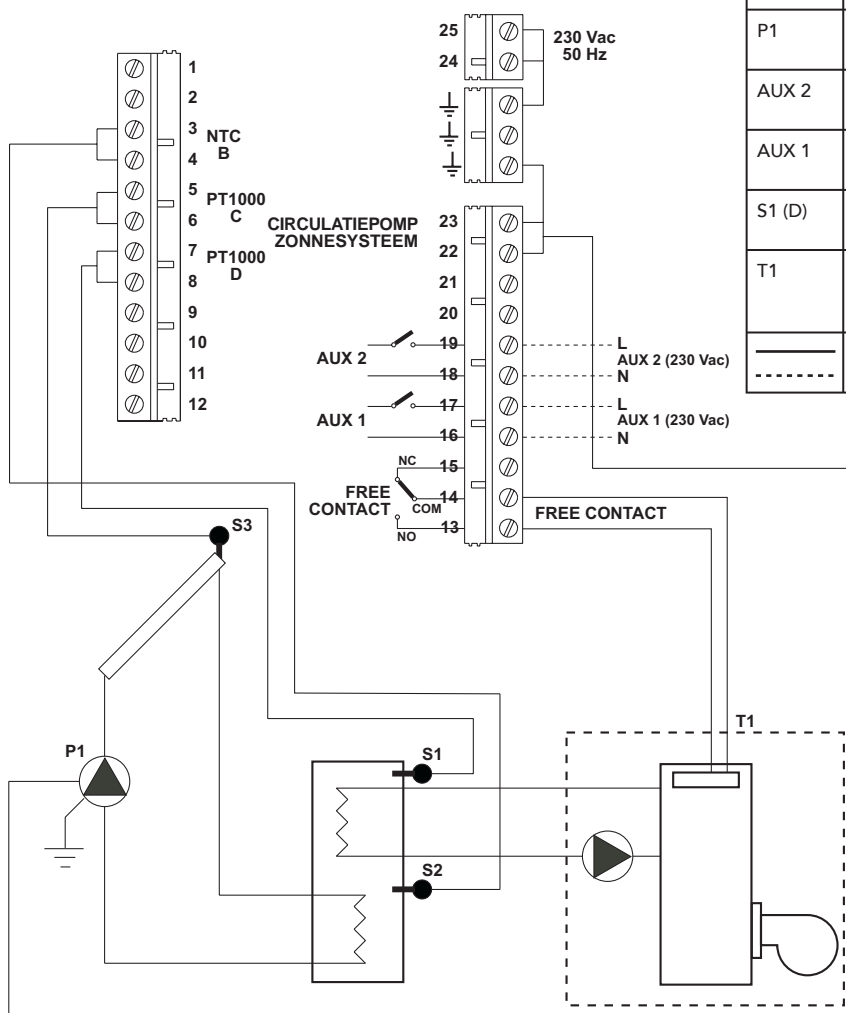 1
2
3
4
5
6
7
8
9
10
11
12
NTC
B
PT1000
C
PT1000
D
25
24
230 Vac
50 Hz
CIRCULATIEPOMP
ZONNESYSTEEM
23
22
21
20
19
18
17
16
15
14
13
AUX 2
AUX 1
L
AUX 2 (230 Vac)
N
L
AUX 1 (230 Vac)
N
NC
FREE
CONTACT
COM
NO
FREE CONTACT
S3
P1
S1
S2
T1
P1
AUX 2
AUX 1
S1 (D)
T1